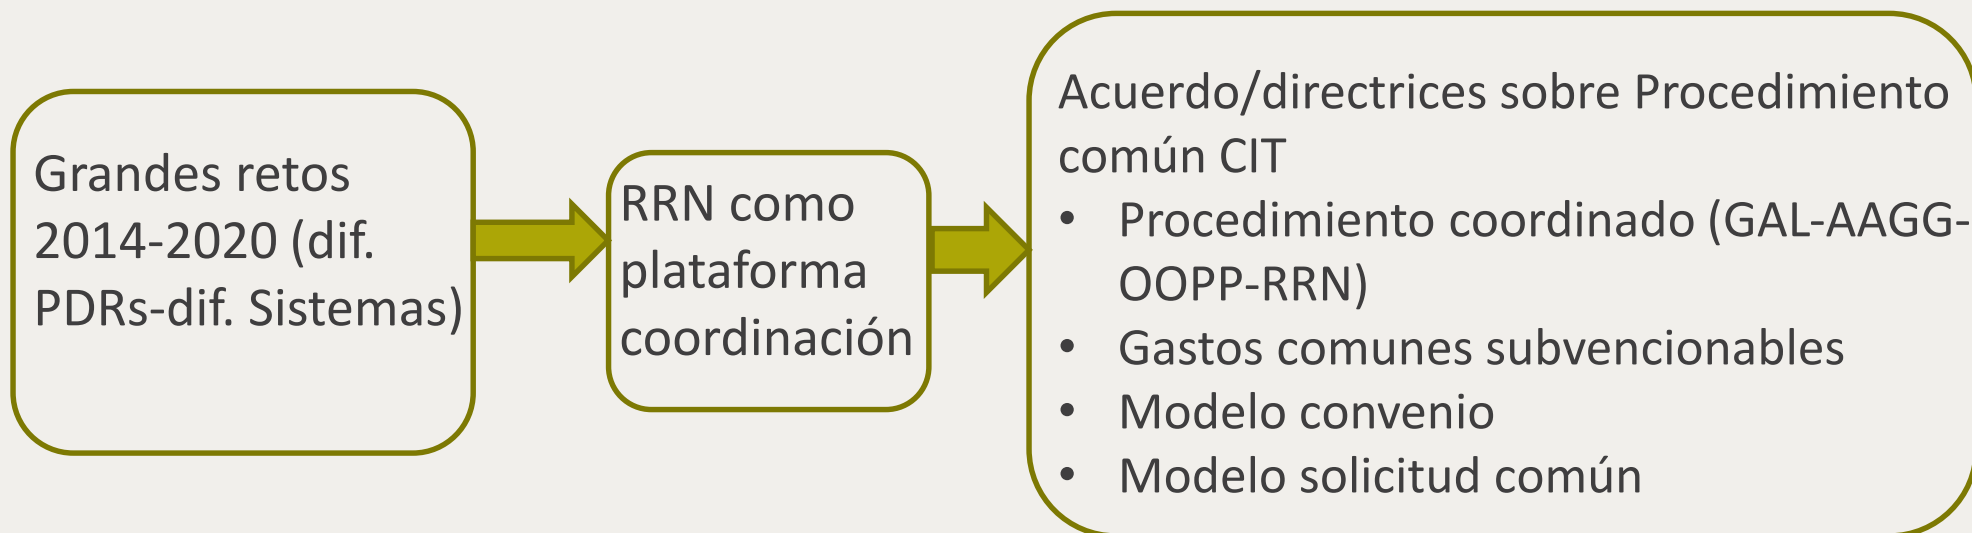 Grandes retos
2014-2020 (dif.
PDRs-dif. Sistemas)
RRN como
plataforma
coordinación
Acuerdo/directrices sobre Procedimiento
común CIT
• Procedimiento coordinado (GAL-AAGG-
OOPP-RRN)
• Gastos comunes subvencionables
• Modelo convenio
• Modelo solicitud común